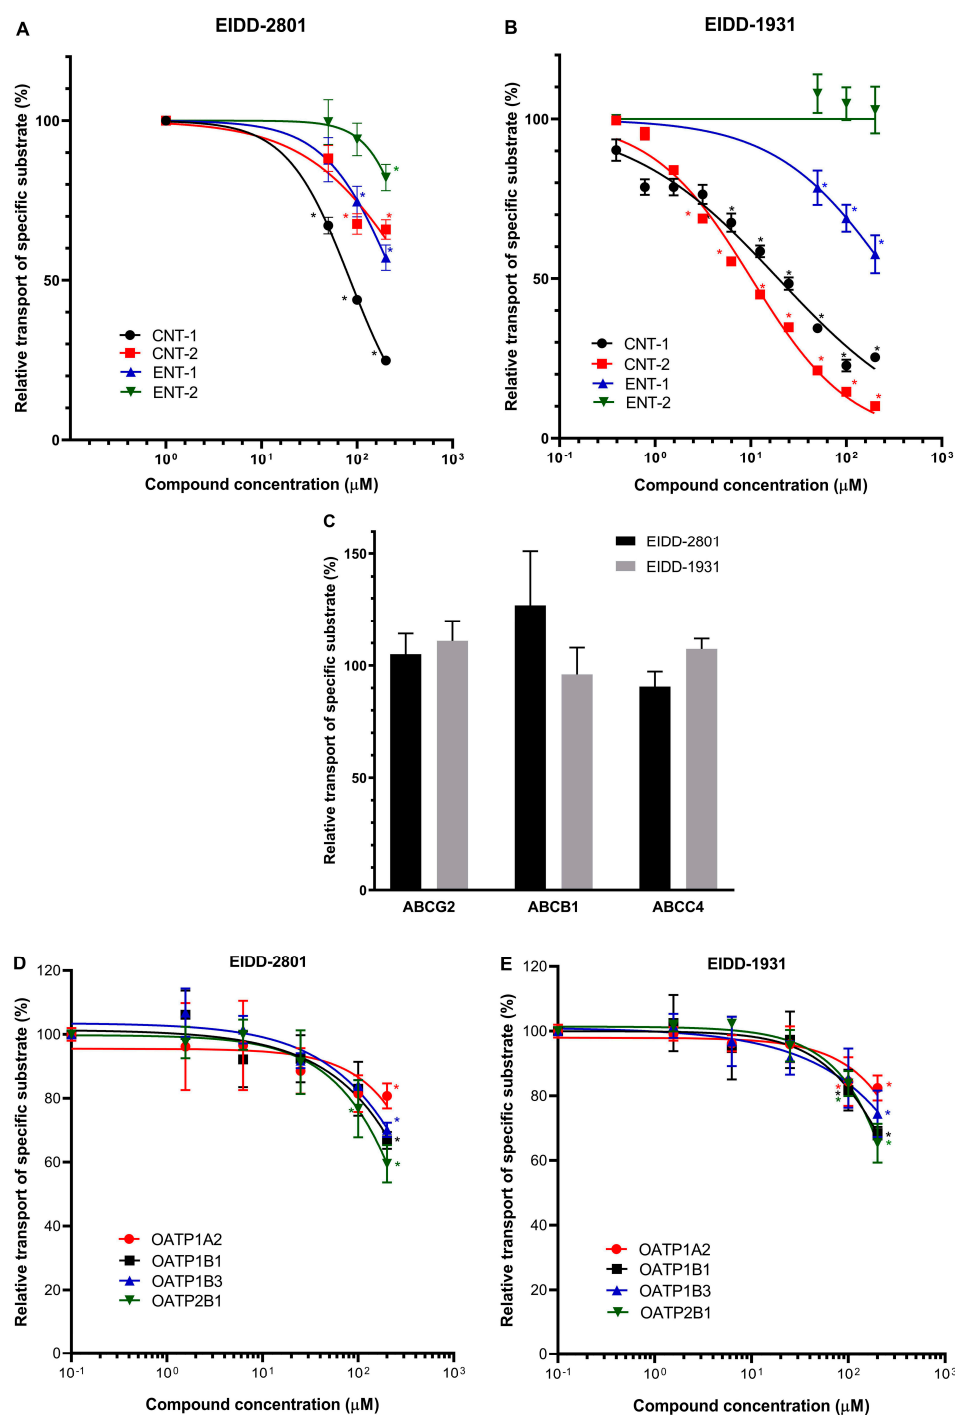 A
EIDD-2801
Relative transport of specific substrate (%)
100
50
0
CNT-1
CNT-2
ENT-1
ENT-2
* * * * * * * *
10⁰ 10¹ 10² 10³
Compound concentration (μM)
B
EIDD-1931
Relative transport of specific substrate (%)
100
50
0
CNT-1
CNT-2
ENT-1
ENT-2
* * * * * * * * * * * * * * * *
10⁻¹ 10⁰ 10¹ 10² 10³
Compound concentration (μM)
C
Relative transport of specific substrate (%)
150
100
50
0
EIDD-2801
EIDD-1931
ABCG2 ABCB1 ABCC4
D
EIDD-2801
Relative transport of specific substrate (%)
120
100
80
60
40
20
0
OATP1A2
OATP1B1
OATP1B3
OATP2B1
* * * * *
10⁻¹ 10⁰ 10¹ 10² 10³
Compound concentration (μM)
E
EIDD-1931
Relative transport of specific substrate (%)
120
100
80
60
40
20
0
OATP1A2
OATP1B1
OATP1B3
OATP2B1
* * * * * * *
10⁻¹ 10⁰ 10¹ 10² 10³
Compound concentration (μM)